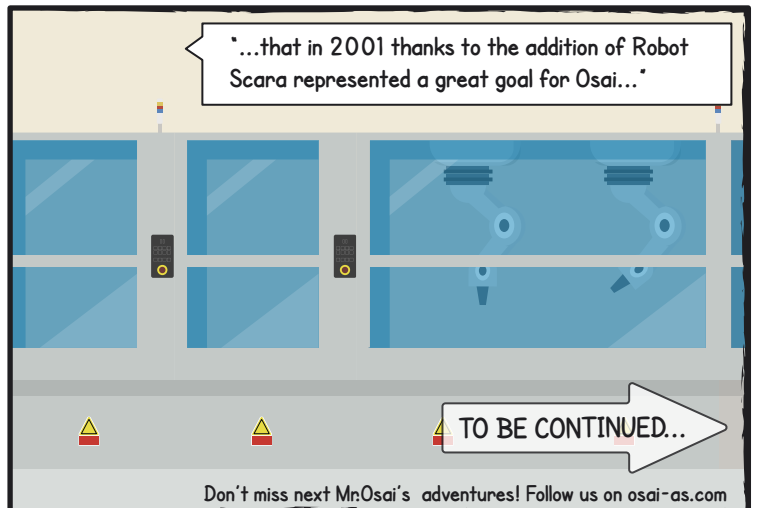 "...that in 2001 thanks to the addition of Robot
Scara represented a great goal for Osai..."
TO BE CONTINUED...
Don't miss next Mr.Osai's adventures! Follow us on osai-as.com